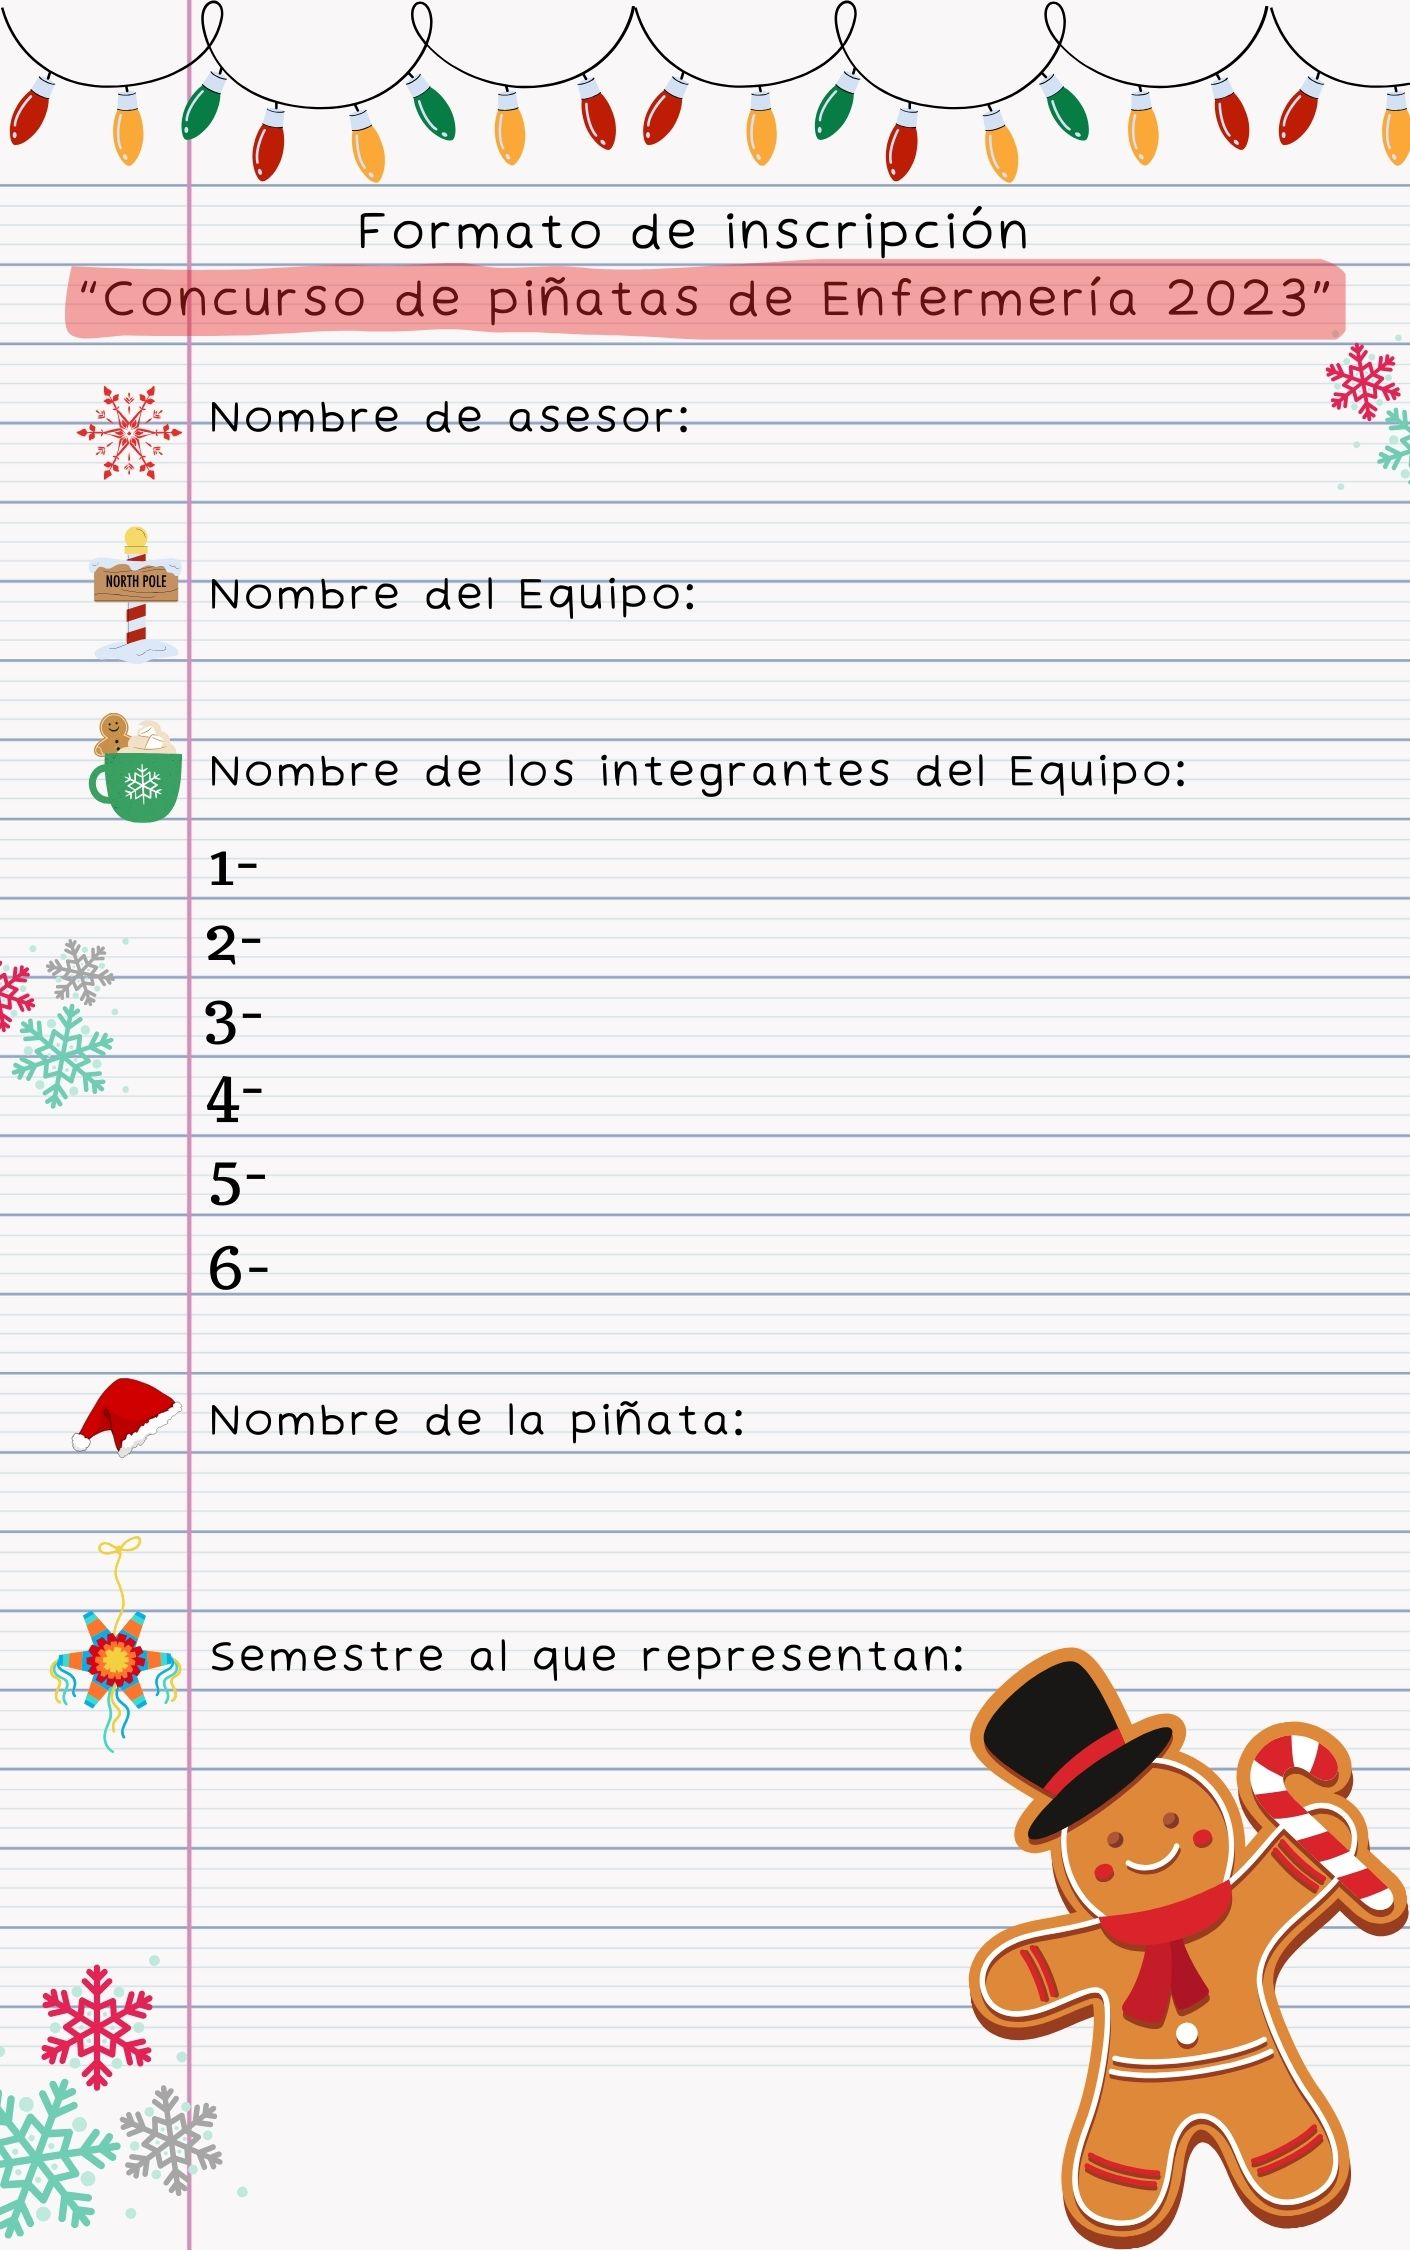 Formato de inscripción
"Concurso de piñatas de Enfermería 2023"
Nombre de asesor:
NORTH POLE
Nombre del Equipo:
Nombre de los integrantes del Equipo:
1-
2-
3-
4-
5-
6-
Nombre de la piñata:
Semestre al que representan: